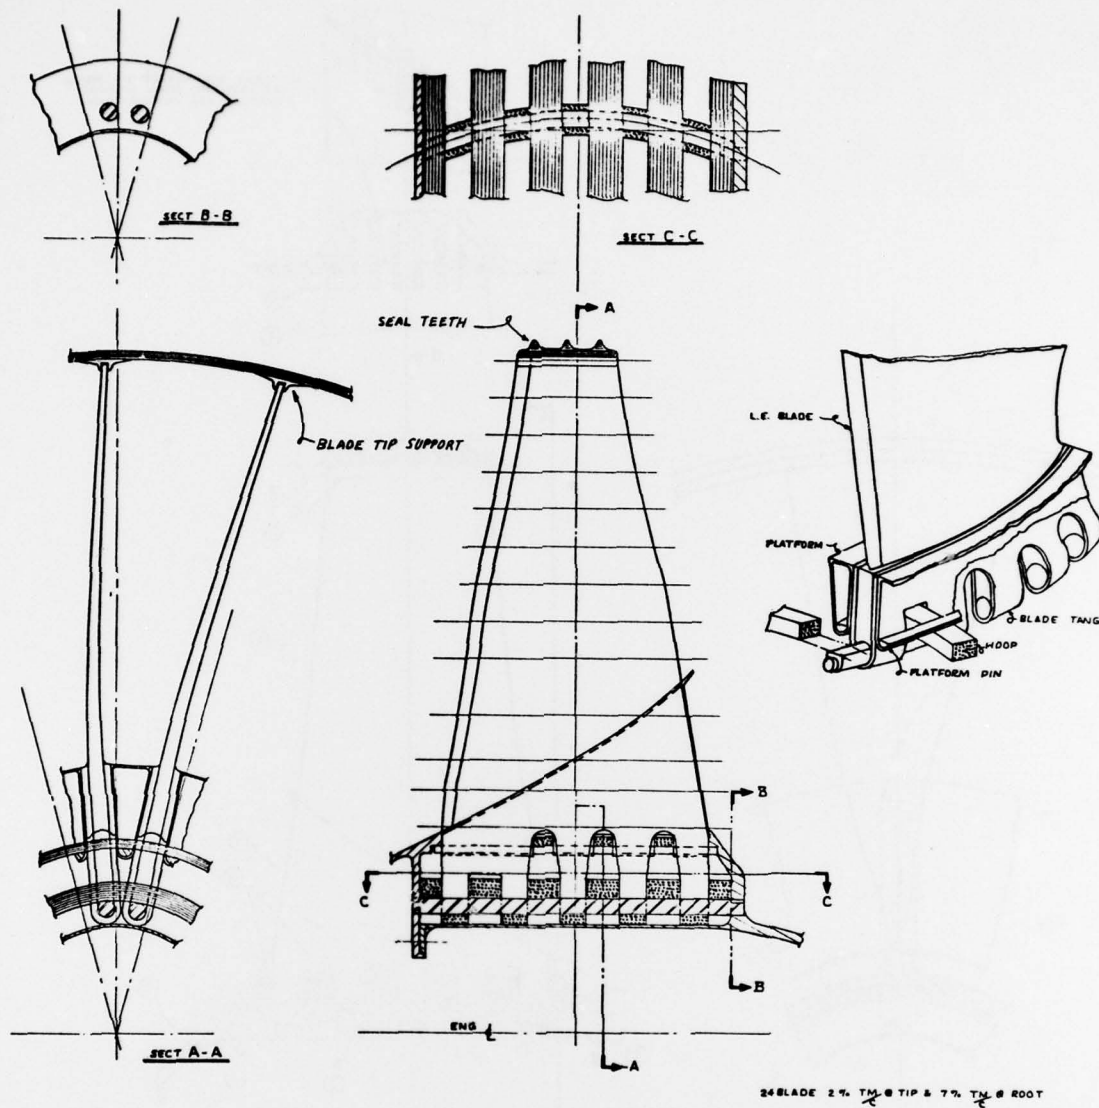 SECT B-B
SECT C-C
A
SEAL TEETH
BLADE TIP SUPPORT
L.E. BLADE
PLATFORM
BLADE TANG
HOOP
PLATFORM PIN
B
C
C
B
ENG ℄
A
SECT A-A
24 BLADE 2% TM/C @ TIP & 7% TM/C @ ROOT